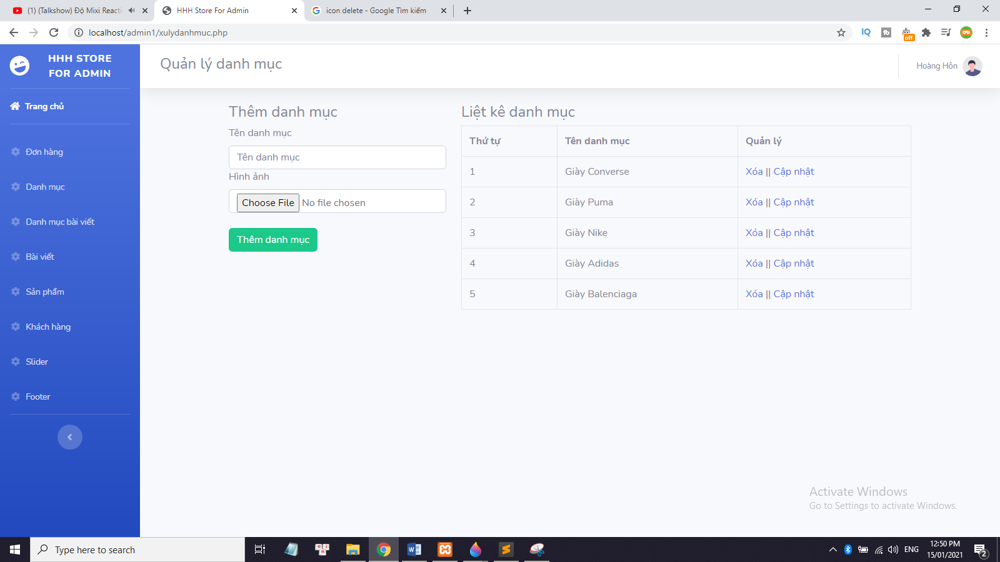 (1) (Talkshow) Độ Mixi Reacti
HHH Store For Admin
icon delete - Google Tìm kiếm
localhost/admin1/xulydanhmuc.php
IQ
off
HHH STORE
FOR ADMIN
Quản lý danh mục
Hoàng Hôn
Trang chủ
Đơn hàng
Danh mục
Danh mục bài viết
Bài viết
Sản phẩm
Khách hàng
Slider
Footer
Thêm danh mục
Tên danh mục
Tên danh mục
Hình ảnh
Choose File No file chosen
Thêm danh mục
Liệt kê danh mục
Thứ tự Tên danh mục Quản lý
1 Giày Converse Xóa || Cập nhật
2 Giày Puma Xóa || Cập nhật
3 Giày Nike Xóa || Cập nhật
4 Giày Adidas Xóa || Cập nhật
5 Giày Balenciaga Xóa || Cập nhật
Activate Windows
Go to Settings to activate Windows.
Type here to search
ENG
12:50 PM
15/01/2021
2